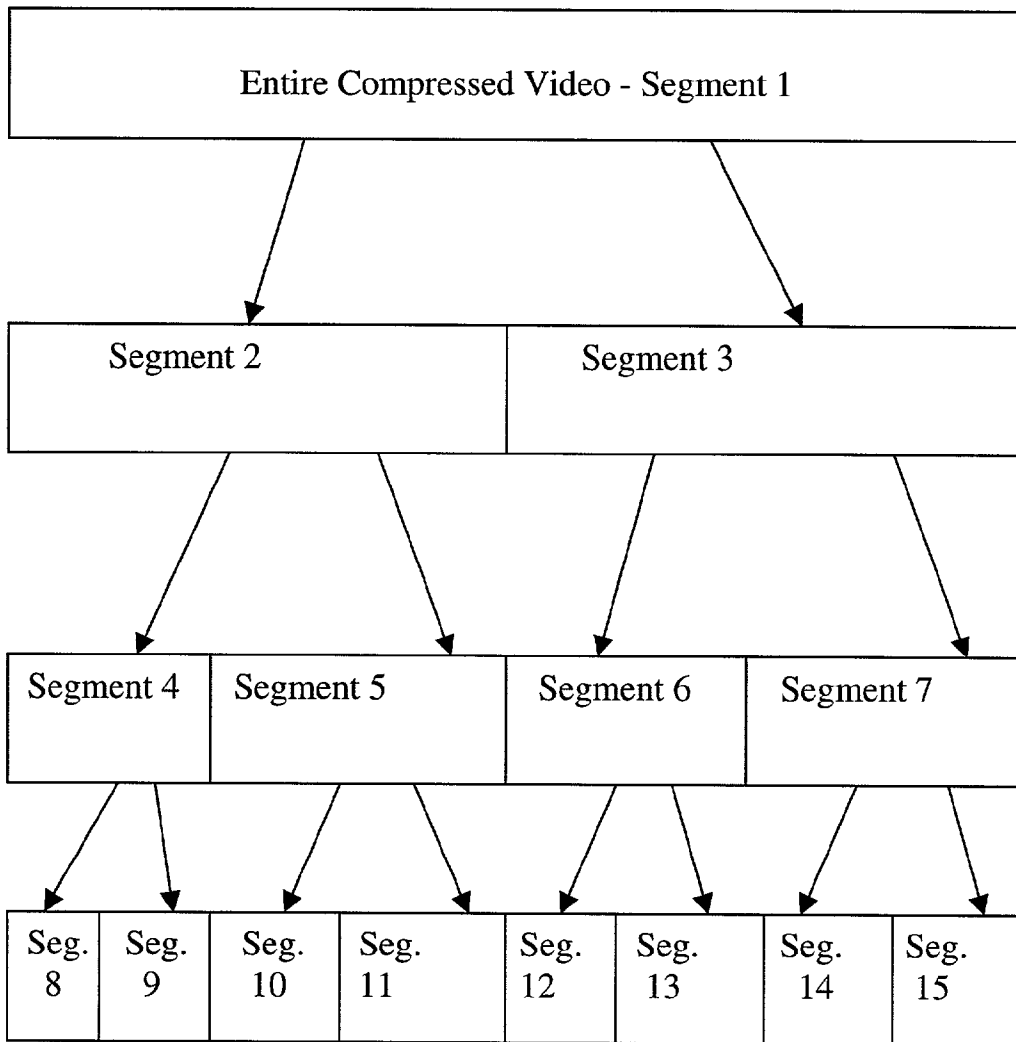 Entire Compressed Video - Segment 1
Segment 2
Segment 3
Segment 4
Segment 5
Segment 6
Segment 7
Seg.
8
Seg.
9
Seg.
10
Seg.
11
Seg.
12
Seg.
13
Seg.
14
Seg.
15